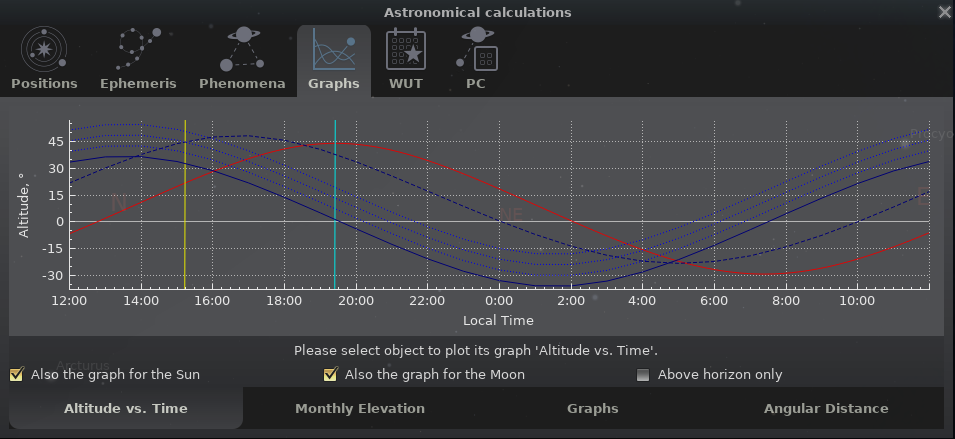 Astronomical calculations
Positions Ephemeris Phenomena Graphs WUT PC
Procyo
45
30
15
0
-15
-30
Altitude, °
N NE E
12:00 14:00 16:00 18:00 20:00 22:00 0:00 2:00 4:00 6:00 8:00 10:00
Local Time
Please select object to plot its graph 'Altitude vs. Time'.
Arcturus
Also the graph for the Sun Also the graph for the Moon Above horizon only
Altitude vs. Time Monthly Elevation Graphs Angular Distance